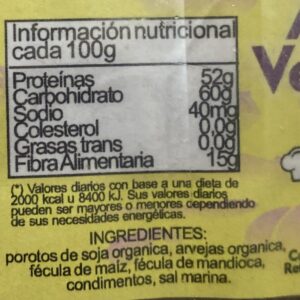 Información nutricional
cada 100g
Proteínas 52g
Carbohidrato 60g
Sodio 40mg
Colesterol 0,0g
Grasas trans 0,0g
Fibra Alimentaria 15g
(*) Valores diarios con base a una dieta de
2000 kcal u 8400 kJ. Sus valores diarios
pueden ser mayores o menores dependiendo
de sus necesidades energéticas.
INGREDIENTES:
porotos de soja organica, arvejas organica,
fécula de maíz, fécula de mandioca,
condimentos, sal marina.